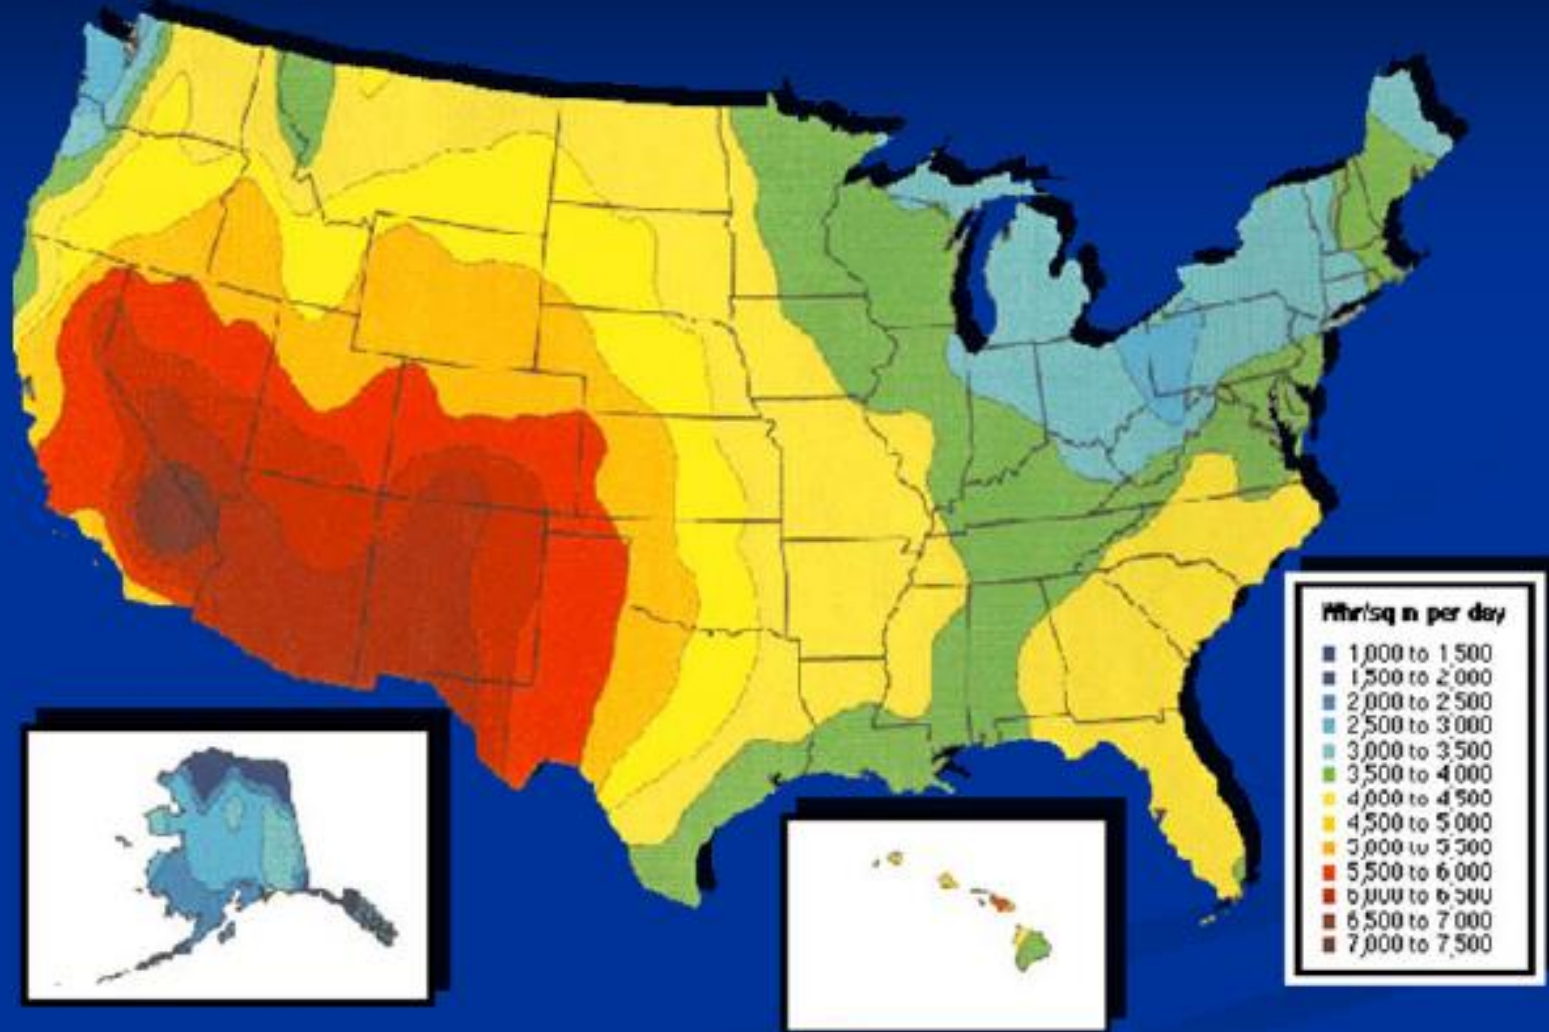 Whr/sq m per day
1,000 to 1,500
1,500 to 2,000
2,000 to 2,500
2,500 to 3,000
3,000 to 3,500
3,500 to 4,000
4,000 to 4,500
4,500 to 5,000
5,000 to 5,500
5,500 to 6,000
6,000 to 6,500
6,500 to 7,000
7,000 to 7,500